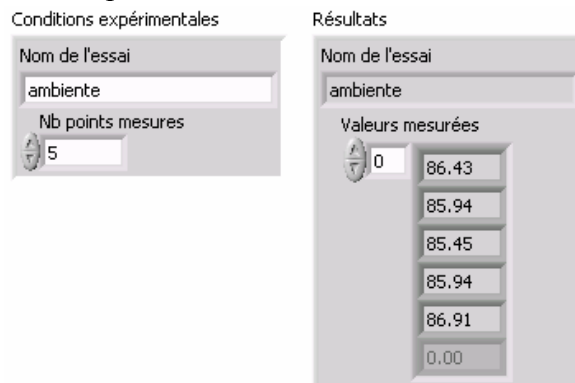 Conditions expérimentales
Nom de l'essai
ambiente
Nb points mesures
5
Résultats
Nom de l'essai
ambiente
Valeurs mesurées
0
86.43
85.94
85.45
85.94
86.91
0.00